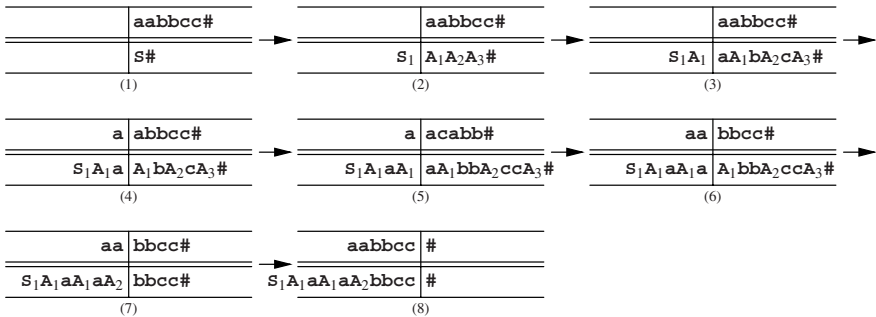 aabbcc# aabbcc# aabbcc#
S# S₁ A₁A₂A₃# S₁A₁ aA₁bA₂cA₃#
(1) (2) (3)
a abbcc# a acabb# aa bbcc#
S₁A₁a A₁bA₂cA₃# S₁A₁aA₁ aA₁bbA₂ccA₃# S₁A₁aA₁a A₁bbA₂ccA₃#
(4) (5) (6)
aa bbcc# aabbcc #
S₁A₁aA₁aA₂ bbcc# S₁A₁aA₁aA₂bbcc #
(7) (8)